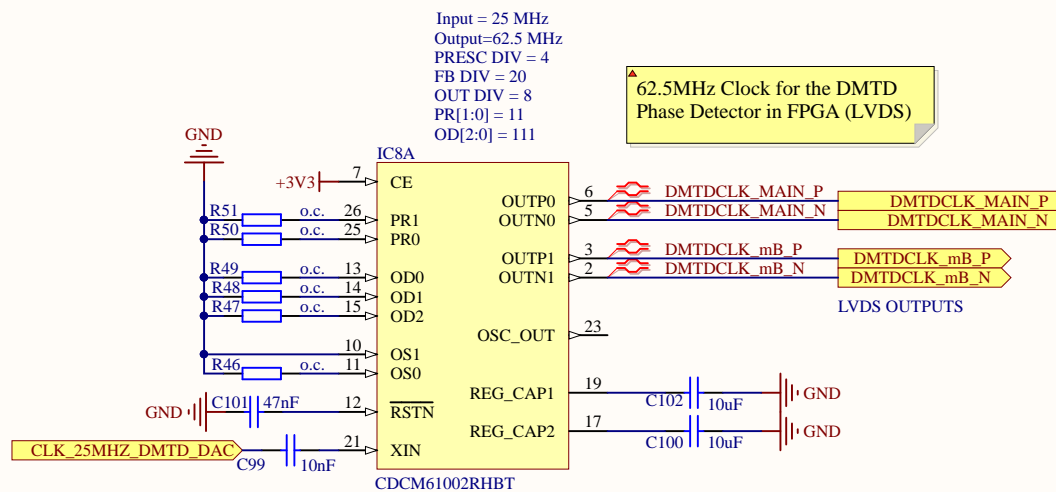 Input = 25 MHz
Output=62.5 MHz
PRESC DIV = 4
FB DIV = 20
OUT DIV = 8
PR[1:0] = 11
OD[2:0] = 111
62.5MHz Clock for the DMTD
Phase Detector in FPGA (LVDS)
GND
IC8A
+3V3 7 CE
R51 o.c. 26 PR1
R50 o.c. 25 PR0
R49 o.c. 13 OD0
R48 o.c. 14 OD1
R47 o.c. 15 OD2
10 OS1
R46 o.c. 11 OS0
GND C101 47nF 12 RSTN
CLK_25MHZ_DMTD_DAC C99 10nF 21 XIN
OUTP0 6 DMTDCLK_MAIN_P DMTDCLK_MAIN_P
OUTN0 5 DMTDCLK_MAIN_N DMTDCLK_MAIN_N
OUTP1 3 DMTDCLK_mB_P DMTDCLK_mB_P
OUTN1 2 DMTDCLK_mB_N DMTDCLK_mB_N
LVDS OUTPUTS
OSC_OUT 23
REG_CAP1 19 C102 10uF GND
REG_CAP2 17 C100 10uF GND
CDCM61002RHBT